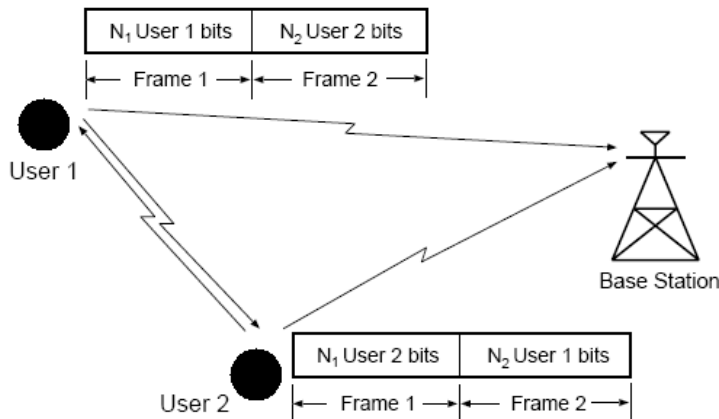 N₁ User 1 bits N₂ User 2 bits
Frame 1 Frame 2
User 1
Base Station
N₁ User 2 bits N₂ User 1 bits
User 2
Frame 1 Frame 2